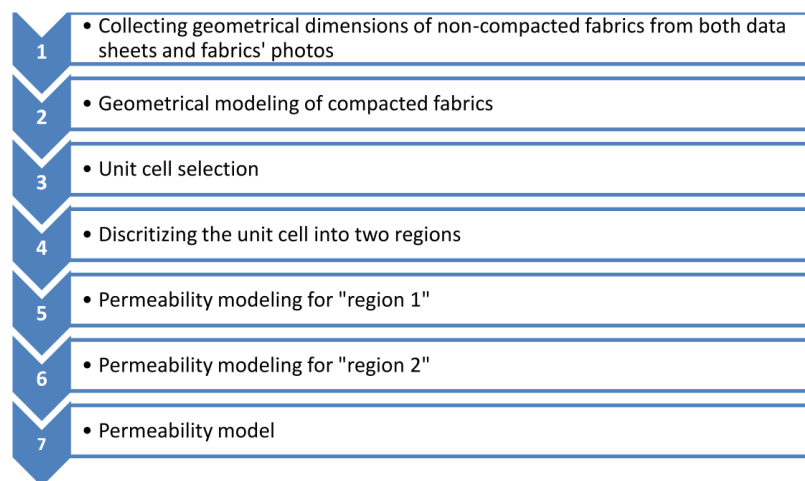 1
• Collecting geometrical dimensions of non-compacted fabrics from both data
sheets and fabrics' photos
2
• Geometrical modeling of compacted fabrics
3
• Unit cell selection
4
• Discritizing the unit cell into two regions
5
• Permeability modeling for "region 1"
6
• Permeability modeling for "region 2"
7
• Permeability model